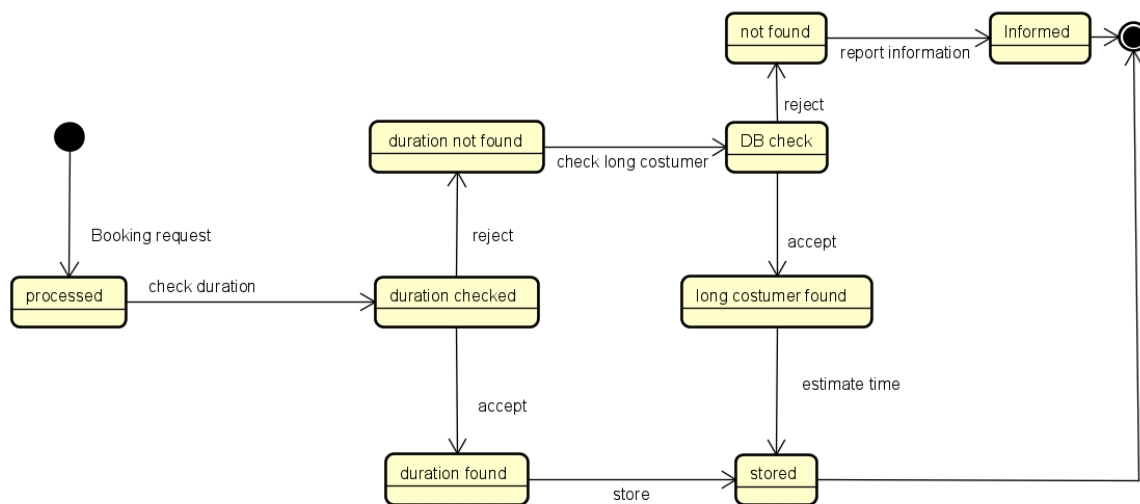 not found
Informed
report information
reject
duration not found
DB check
check long costumer
Booking request
reject
accept
processed
check duration
duration checked
long costumer found
estimate time
accept
duration found
store
stored